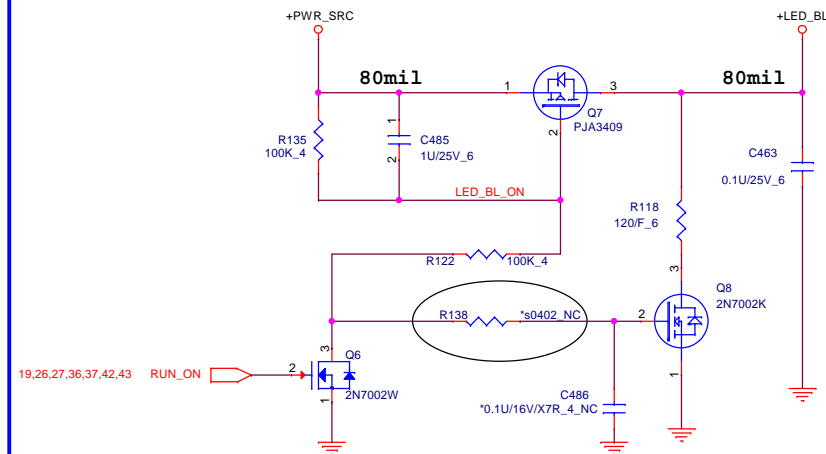 +PWR_SRC
+LED_BL
80mil
80mil
1
3
Q7
PJA3409
2
R135
100K_4
1
2
C485
1U/25V_6
LED_BL_ON
C463
0.1U/25V_6
R118
120/F_6
R122
100K_4
3
Q8
2N7002K
R138
*s0402_NC
2
1
19,26,27,36,37,42,43
RUN_ON
2
3
1
Q6
2N7002W
C486
*0.1U/16V/X7R_4_NC